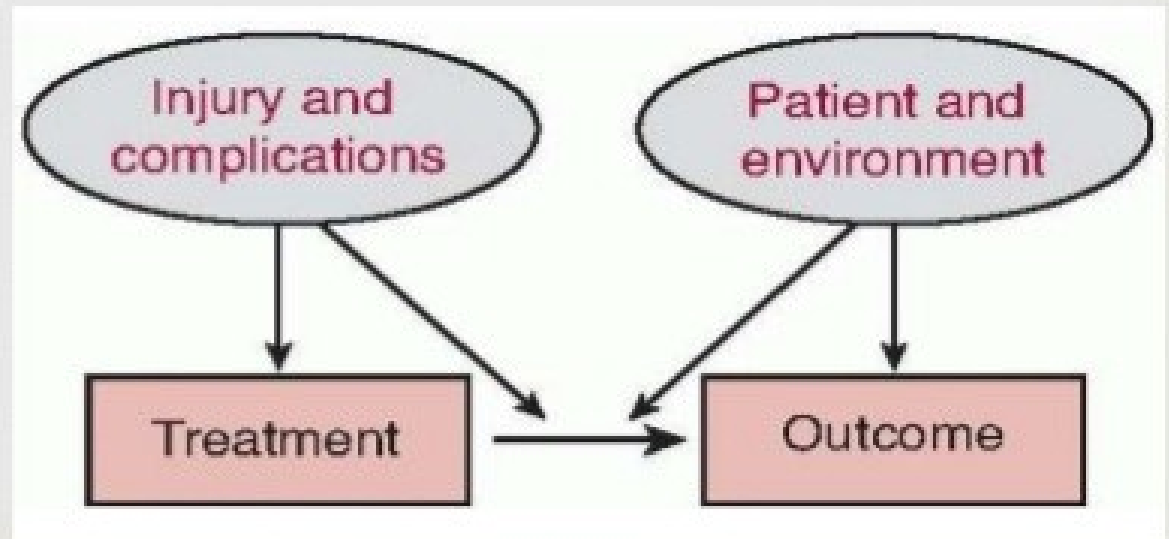 Injury and
complications
Patient and
environment
Treatment
Outcome